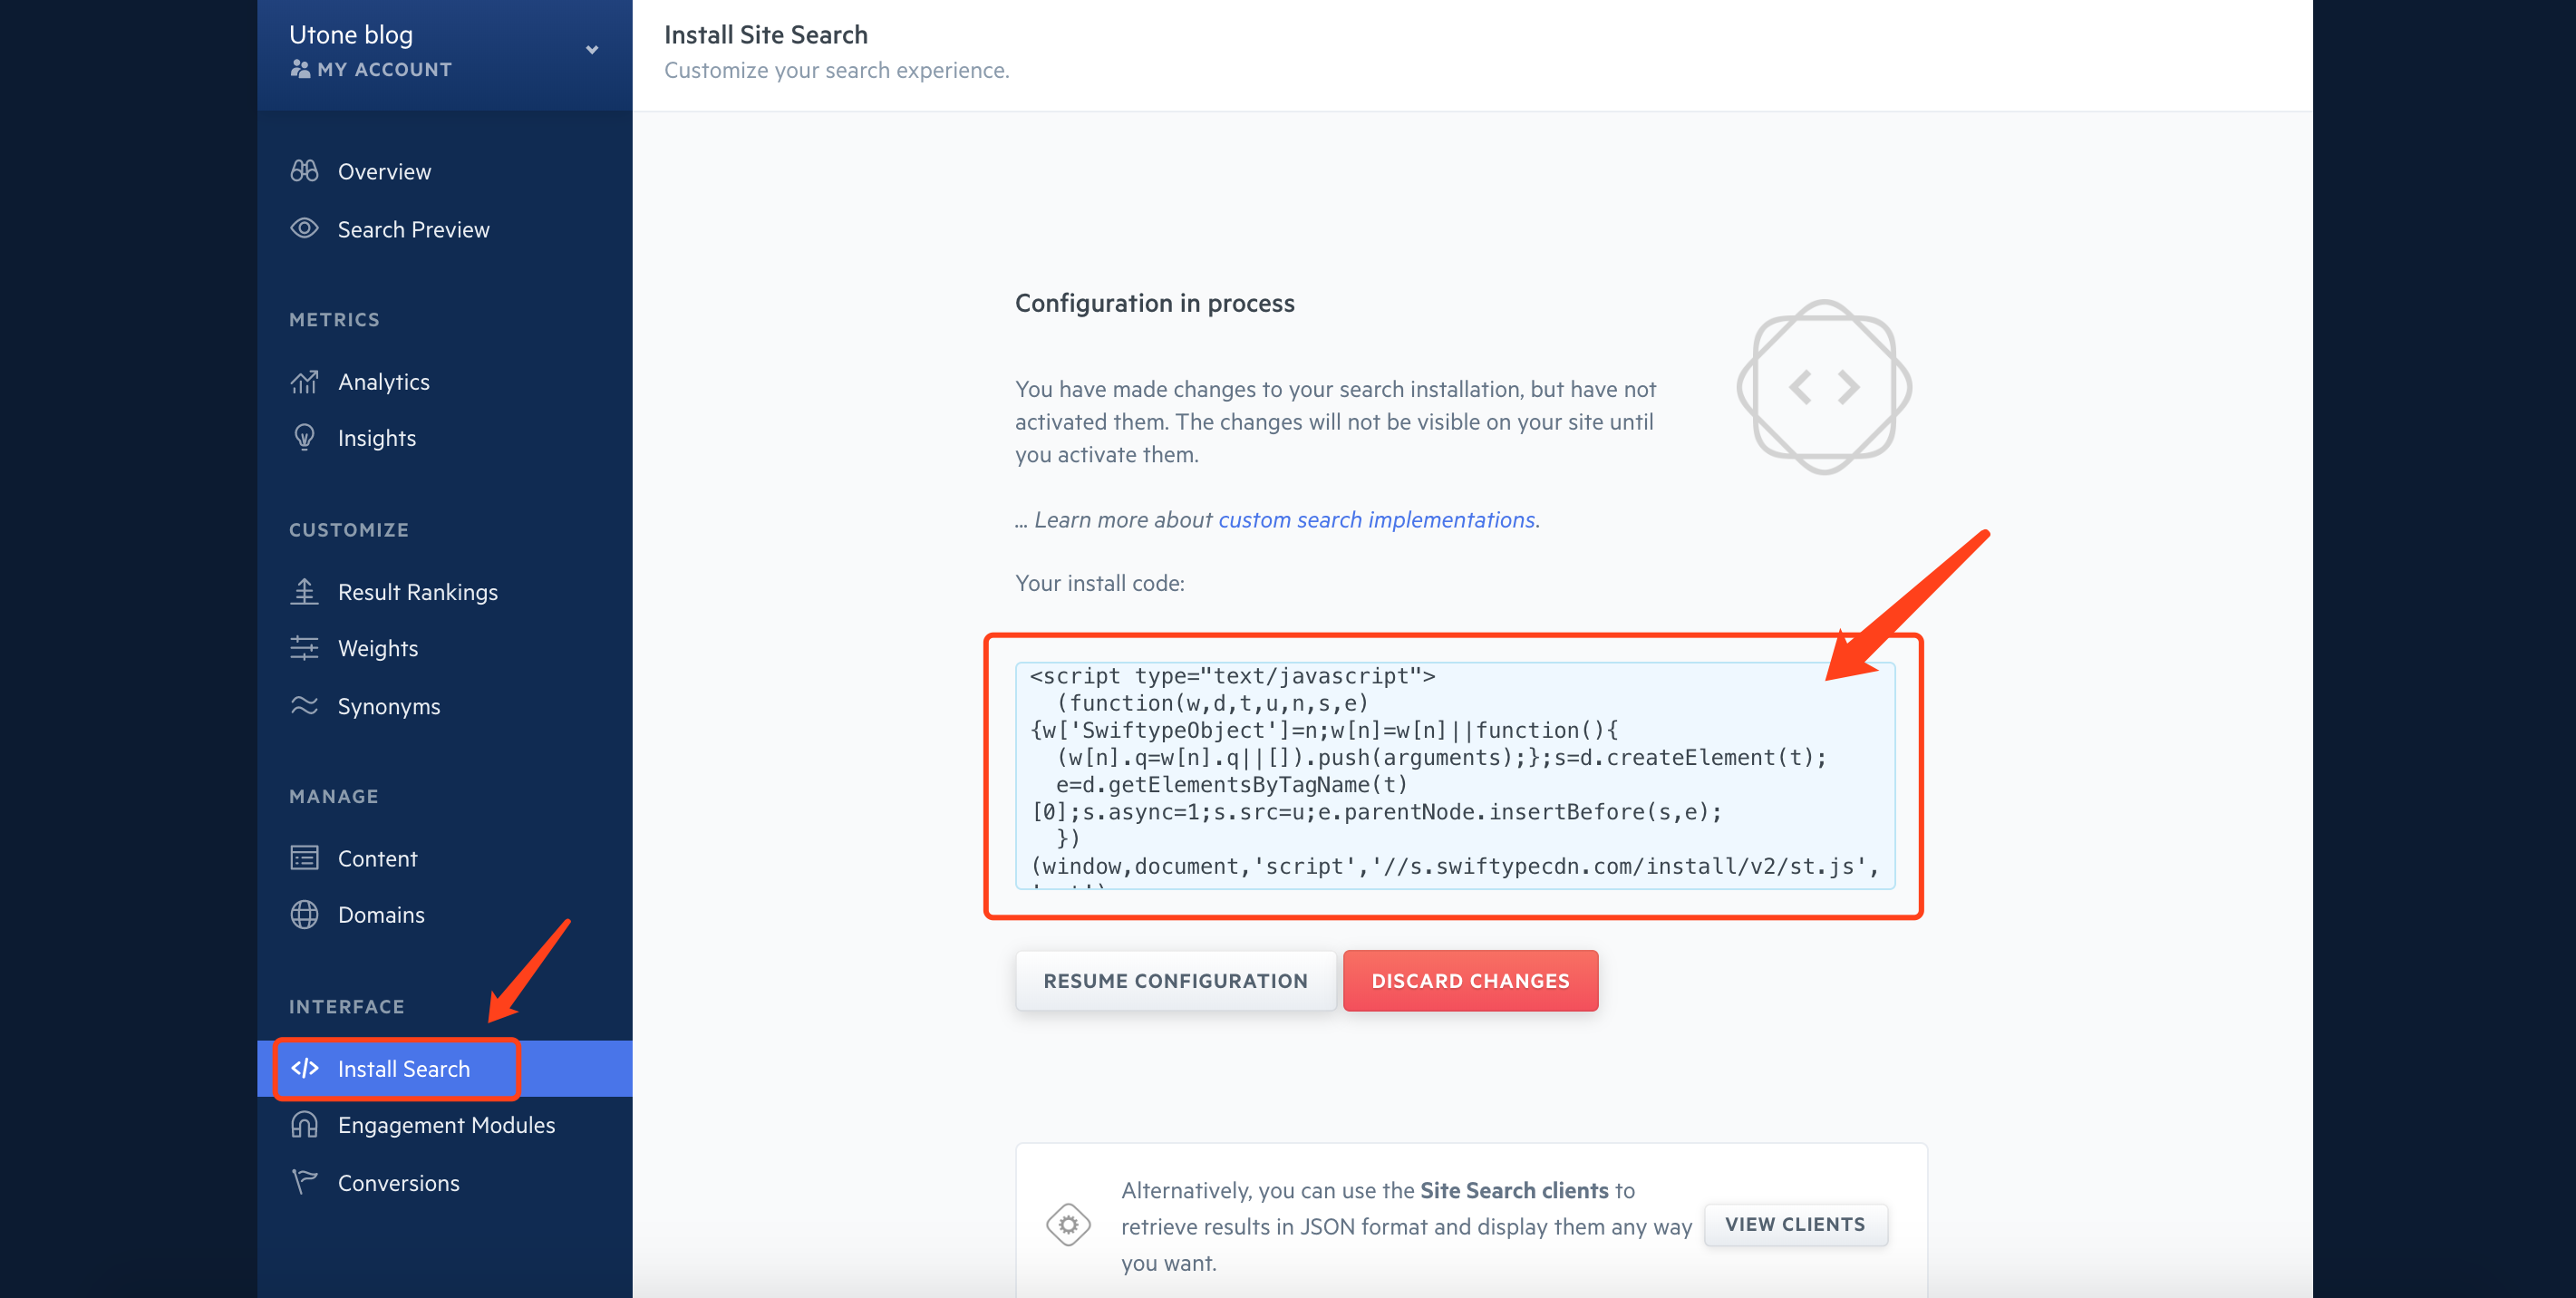 Utone blog
MY ACCOUNT
Overview
Search Preview
METRICS
Analytics
Insights
CUSTOMIZE
Result Rankings
Weights
Synonyms
MANAGE
Content
Domains
INTERFACE
</> Install Search
Engagement Modules
Conversions
Install Site Search
Customize your search experience.
Configuration in process
You have made changes to your search installation, but have not
activated them. The changes will not be visible on your site until
you activate them.
... Learn more about custom search implementations.
Your install code:
<script type="text/javascript">
(function(w,d,t,u,n,s,e)
{w['SwiftypeObject']=n;w[n]=w[n]||function(){
(w[n].q=w[n].q||[]).push(arguments);};s=d.createElement(t);
e=d.getElementsByTagName(t)
[0];s.async=1;s.src=u;e.parentNode.insertBefore(s,e);
})
(window,document,'script','//s.swiftypecdn.com/install/v2/st.js',
RESUME CONFIGURATION
DISCARD CHANGES
Alternatively, you can use the Site Search clients to
retrieve results in JSON format and display them any way
you want.
VIEW CLIENTS